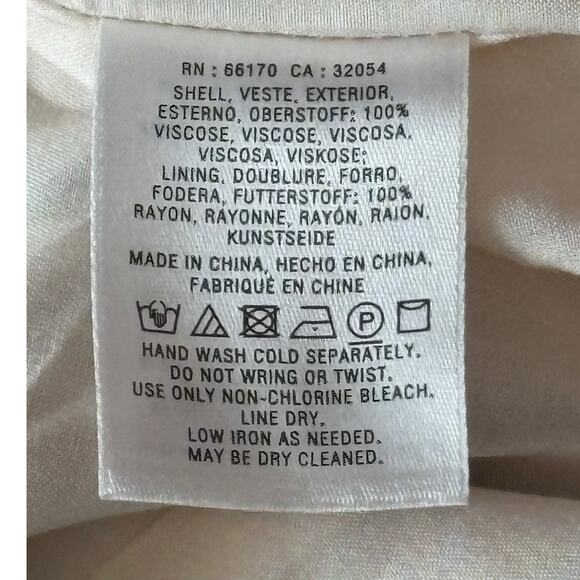 RN : 66170 CA : 32054
SHELL, VESTE, EXTERIOR,
ESTERNO, OBERSTOFF: 100%
VISCOSE, VISCOSE, VISCOSA,
VISCOSA, VISKOSE;
LINING, DOUBLURE, FORRO,
FODERA, FUTTERSTOFF: 100%
RAYON, RAYONNE, RAYÓN, RAION,
KUNSTSEIDE
MADE IN CHINA, HECHO EN CHINA,
FABRIQUÉ EN CHINE
P
HAND WASH COLD SEPARATELY.
DO NOT WRING OR TWIST.
USE ONLY NON-CHLORINE BLEACH.
LINE DRY.
LOW IRON AS NEEDED.
MAY BE DRY CLEANED.